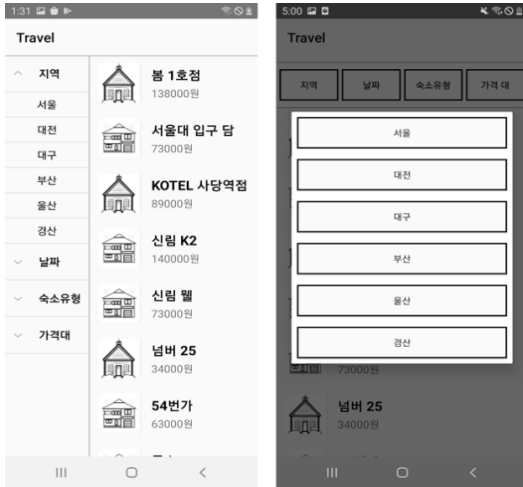 1:31
Travel
지역
서울
대전
대구
부산
울산
경산
날짜
숙소유형
가격대
봄 1호점
138000원
서울대 입구 담
73000원
KOTEL 사당역점
89000원
신림 K2
140000원
신림 웰
73000원
넘버 25
34000원
54번가
63000원
5:00
Travel
지역 날짜 숙소유형 가격 대
서울
대전
대구
부산
울산
경산
73000원
넘버 25
34000원